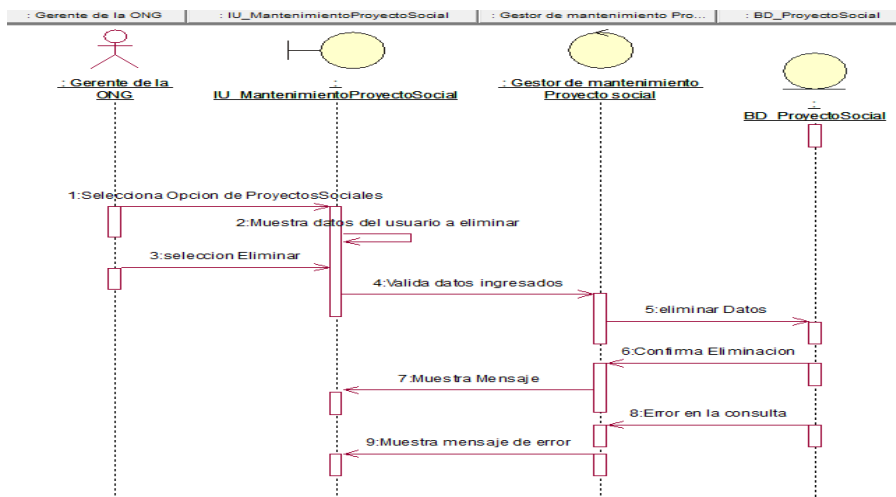 : Gerente de la ONG
: IU_MantenimientoProyectoSocial
: Gestor de mantenimiento Pro...
: BD_ProyectoSocial
: Gerente de la
ONG
:
IU_MantenimientoProyectoSocial
: Gestor de mantenimiento
Proyecto social
:
BD_ProyectoSocial
1:Selecciona Opcion de ProyectosSociales
2:Muestra datos del usuario a eliminar
3:seleccion Eliminar
4:Valida datos ingresados
5:eliminar Datos
6:Confirma Eliminacion
7:Muestra Mensaje
8:Error en la consulta
9:Muestra mensaje de error